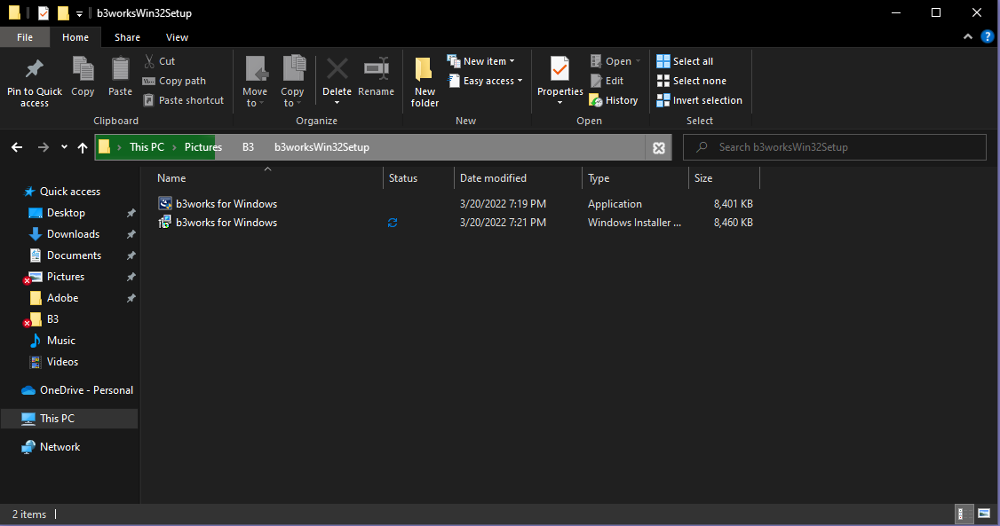 b3worksWin32Setup
File Home Share View
Pin to Quick access
Copy
Paste
Cut
Copy path
Paste shortcut
Clipboard
Move to
Copy to
Delete
Rename
Organize
New folder
New item
Easy access
New
Properties
Open
Edit
History
Open
Select all
Select none
Invert selection
Select
This PC › Pictures B3 b3worksWin32Setup
Search b3worksWin32Setup
Name Status Date modified Type Size
b3works for Windows 3/20/2022 7:19 PM Application 8,401 KB
b3works for Windows 3/20/2022 7:21 PM Windows Installer ... 8,460 KB
Quick access
Desktop
Downloads
Documents
Pictures
Adobe
B3
Music
Videos
OneDrive - Personal
This PC
Network
2 items